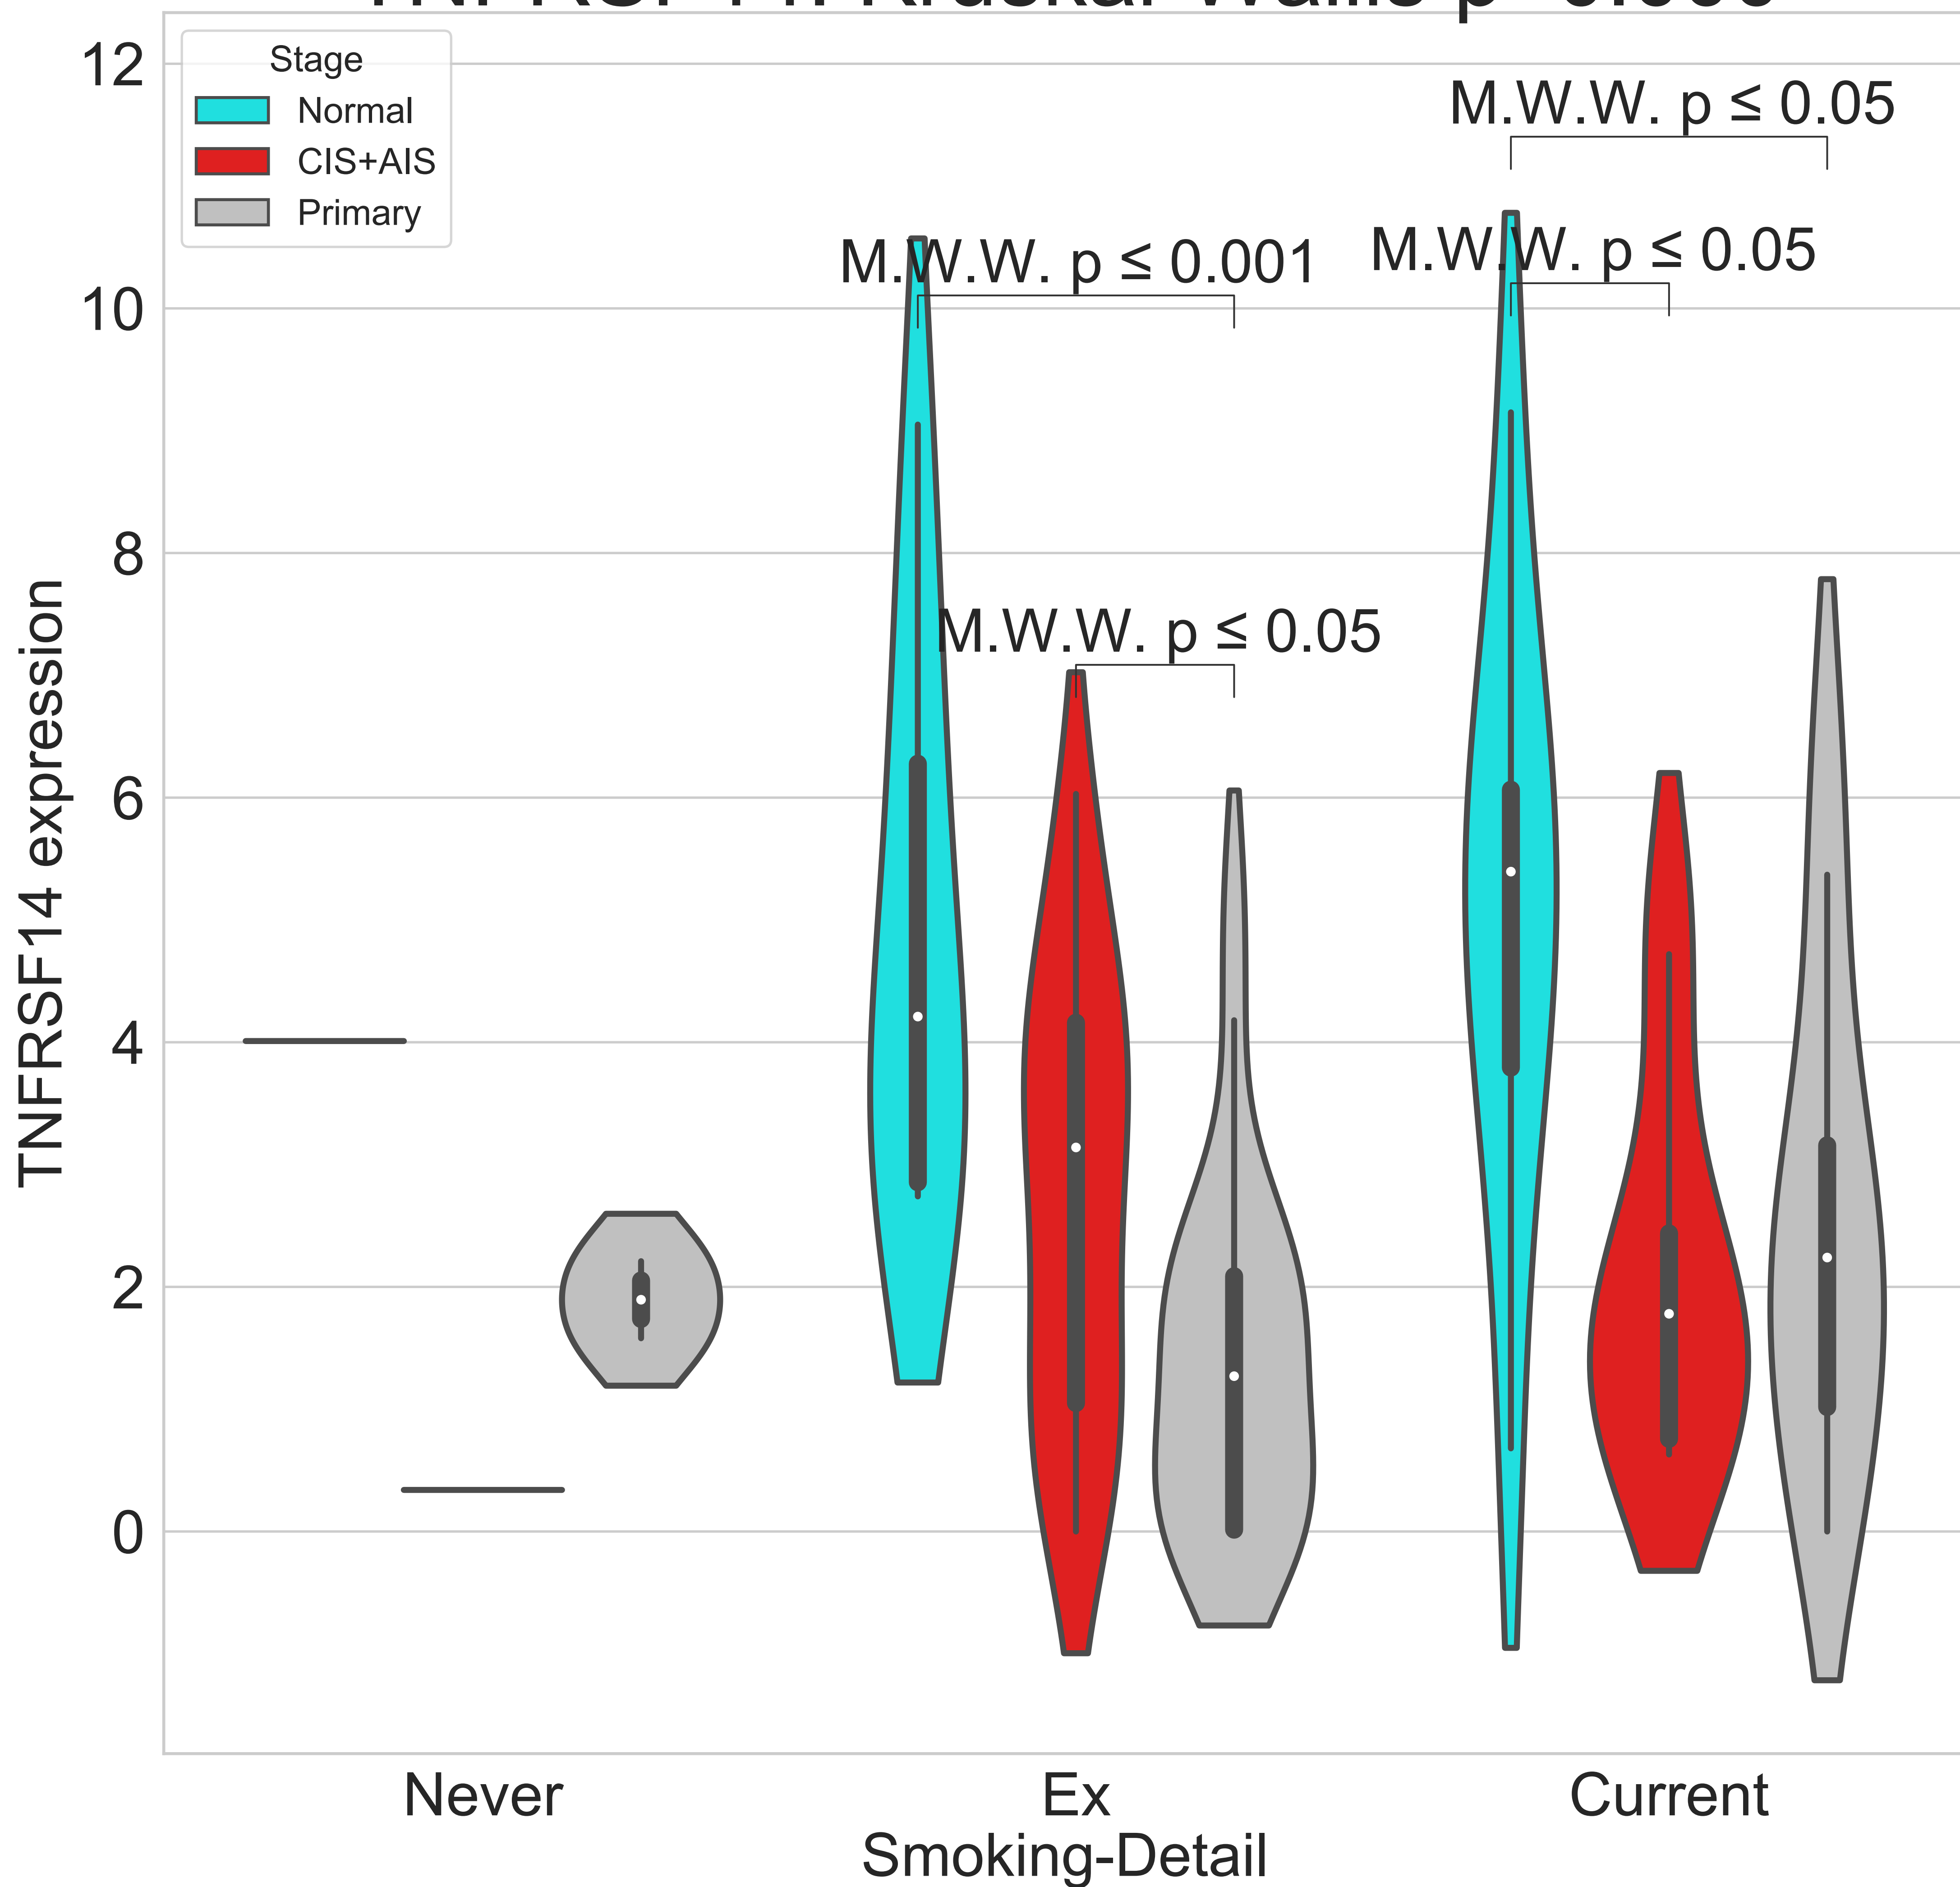 12
10
8
6
4
2
0
TNFRSF14 expression
Stage
Normal
CIS+AIS
Primary
M.W.W. p ≤ 0.05
M.W.W. p ≤ 0.001
M.W.W. p ≤ 0.05
M.W.W. p ≤ 0.05
Never
Ex
Current
Smoking-Detail